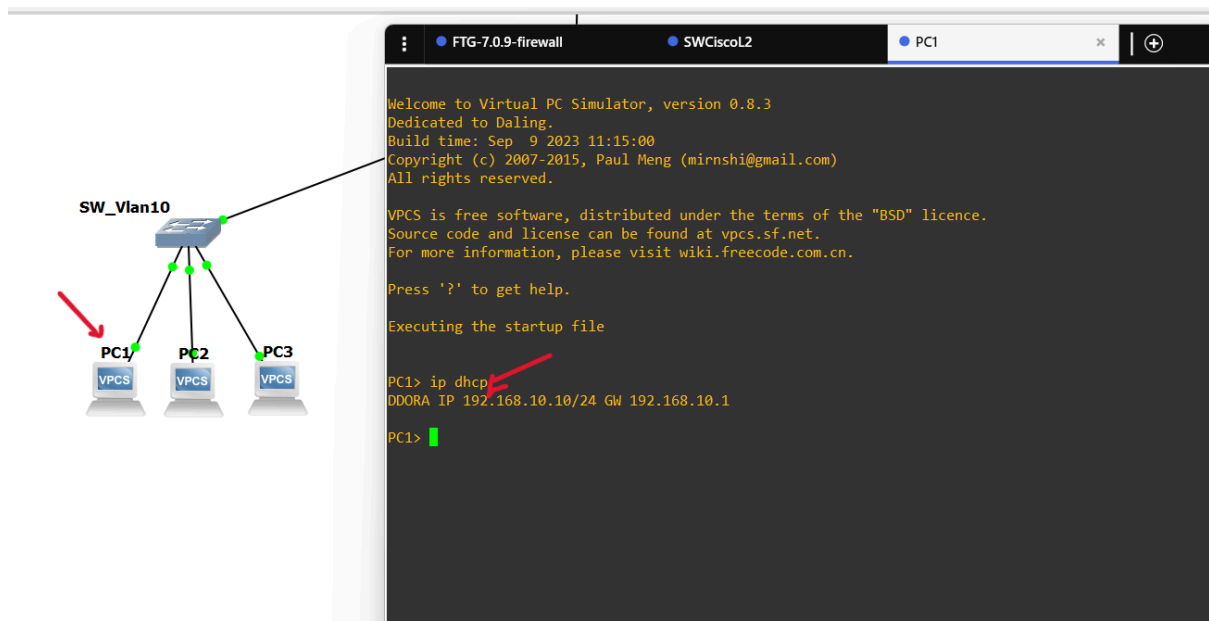 FTG-7.0.9-firewall
SWCiscoL2
PC1
Welcome to Virtual PC Simulator, version 0.8.3
Dedicated to Daling.
Build time: Sep  9 2023 11:15:00
Copyright (c) 2007-2015, Paul Meng (mirnshi@gmail.com)
All rights reserved.
VPCS is free software, distributed under the terms of the "BSD" licence.
Source code and license can be found at vpcs.sf.net.
For more information, please visit wiki.freecode.com.cn.
Press '?' to get help.
Executing the startup file
PC1> ip dhcp
DDORA IP 192.168.10.10/24 GW 192.168.10.1
PC1>
SW_Vlan10
PC1
PC2
PC3
VPCS
VPCS
VPCS